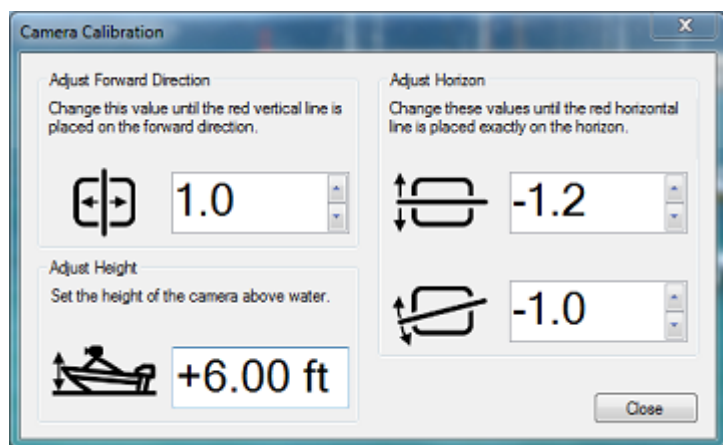 Camera Calibration
Adjust Forward Direction
Change this value until the red vertical line is
placed on the forward direction.
1.0
Adjust Height
Set the height of the camera above water.
+6.00 ft
Adjust Horizon
Change these values until the red horizontal
line is placed exactly on the horizon.
-1.2
-1.0
Close